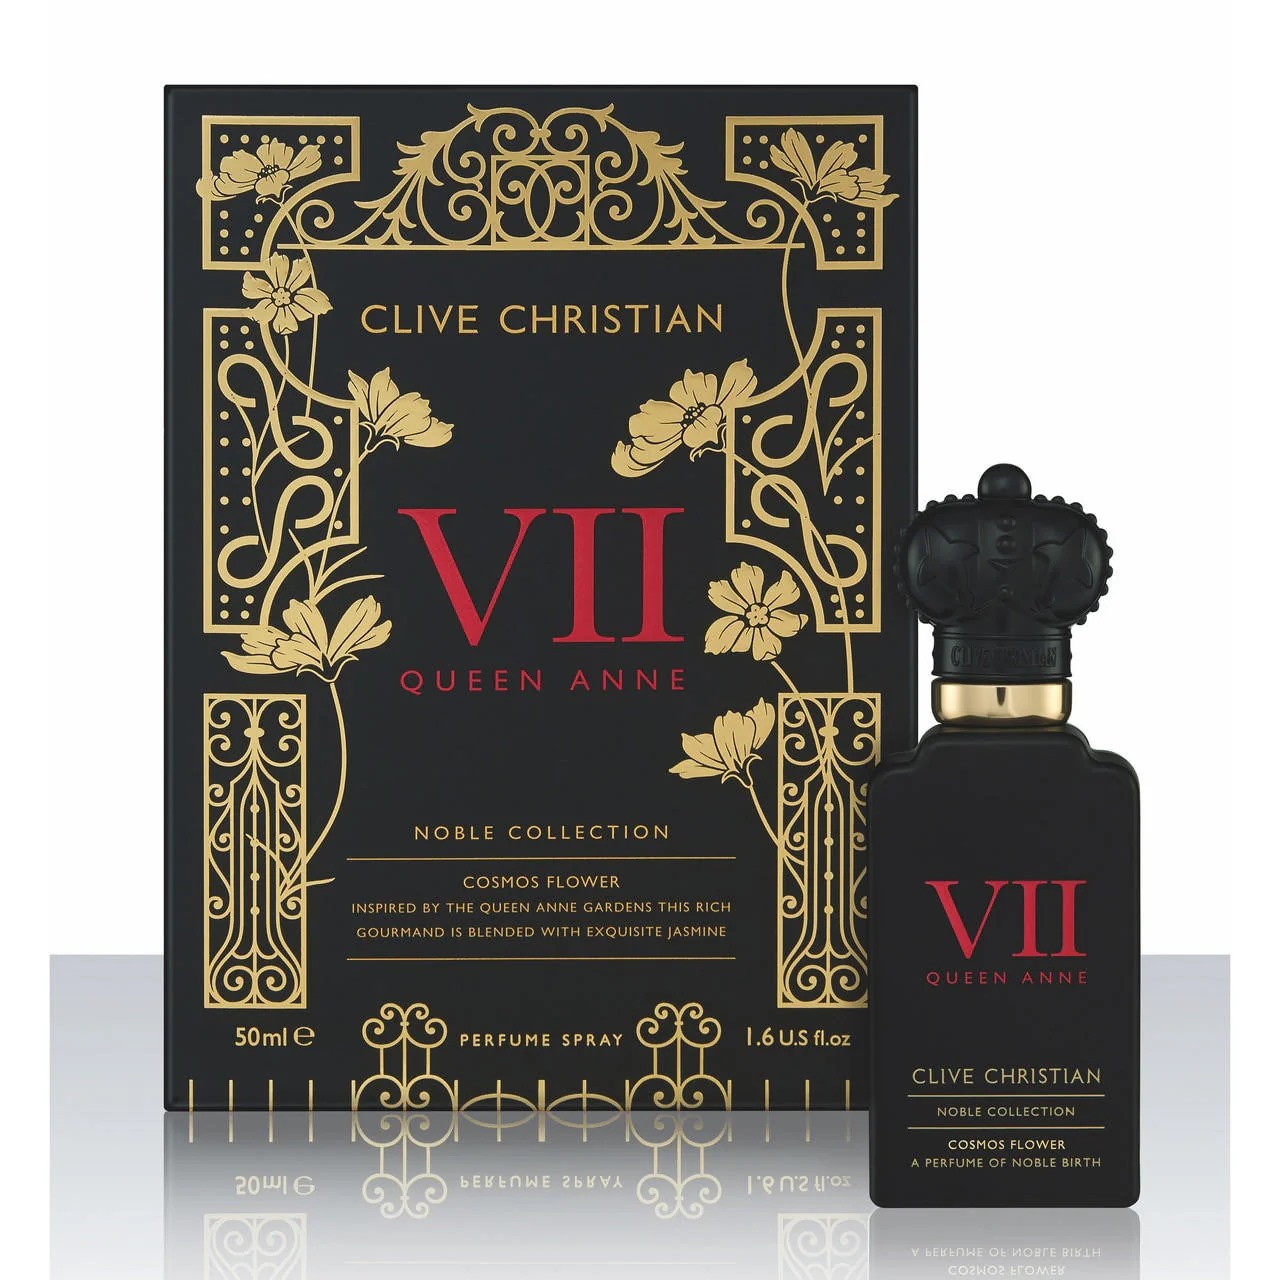 CLIVE CHRISTIAN
VII
QUEEN ANNE
NOBLE COLLECTION
COSMOS FLOWER
INSPIRED BY THE QUEEN ANNE GARDENS THIS RICH
GOURMAND IS BLENDED WITH EXQUISITE JASMINE
50ml ℮
PERFUME SPRAY
1.6 U.S fl.oz
CLIVE CHRISTIAN
VII
QUEEN ANNE
CLIVE CHRISTIAN
NOBLE COLLECTION
COSMOS FLOWER
A PERFUME OF NOBLE BIRTH